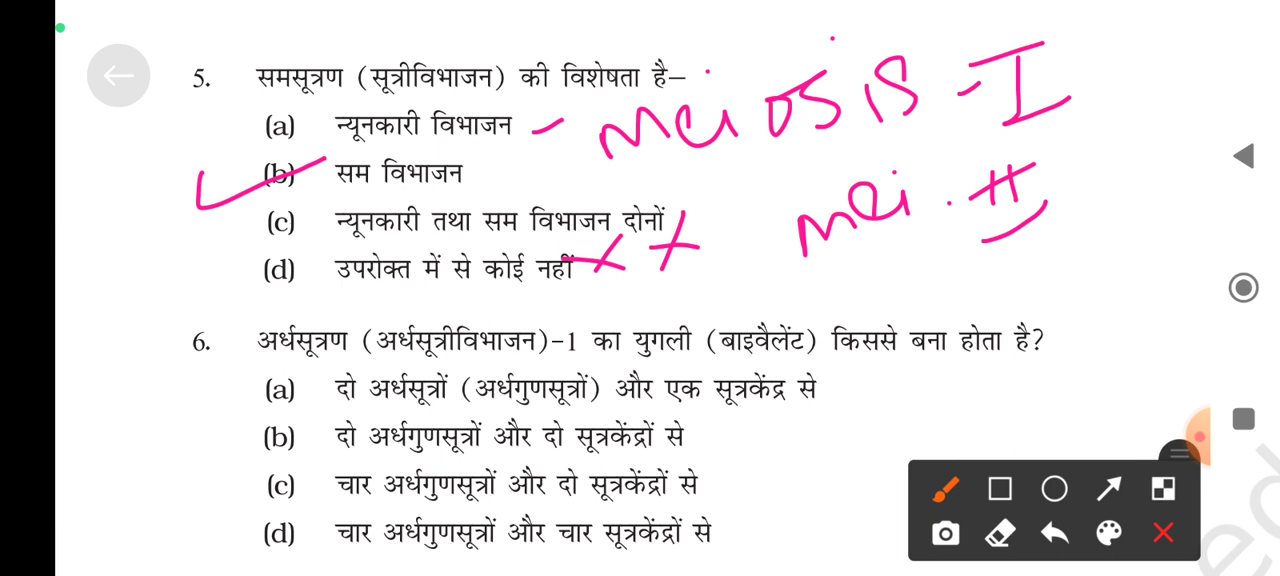 5. समसूत्रण (सूत्रीविभाजन) की विशेषता है–
(a) न्यूनकारी विभाजन - meiosis - I
(b) सम विभाजन mei. II
(c) न्यूनकारी तथा सम विभाजन दोनों
(d) उपरोक्त में से कोई नहीं
6. अर्धसूत्रण (अर्धसूत्रीविभाजन)-1 का युगली (बाइवैलेंट) किससे बना होता है?
(a) दो अर्धसूत्रों (अर्धगुणसूत्रों) और एक सूत्रकेंद्र से
(b) दो अर्धगुणसूत्रों और दो सूत्रकेंद्रों से
(c) चार अर्धगुणसूत्रों और दो सूत्रकेंद्रों से
(d) चार अर्धगुणसूत्रों और चार सूत्रकेंद्रों से